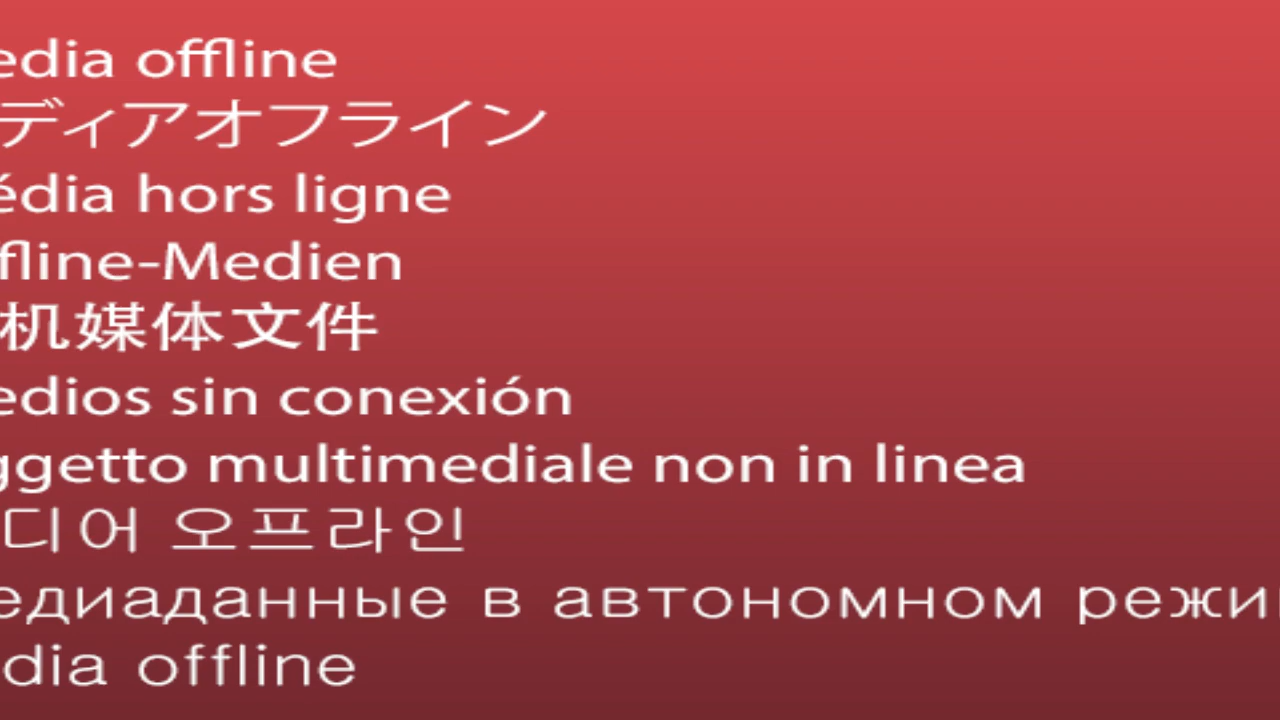 edia offline
ディアオフライン
édia hors ligne
fline-Medien
机媒体文件
edios sin conexión
ggetto multimediale non in linea
디어 오프라인
едиаданные в автономном режи
dia offline